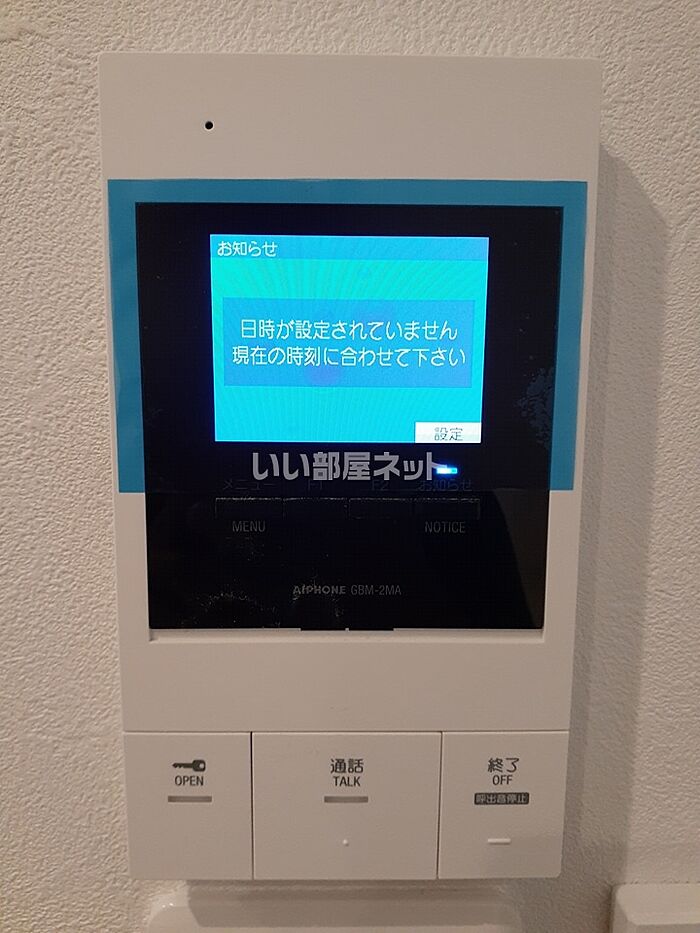 お知らせ
日時が設定されていません
現在の時刻に合わせて下さい
設定
いい部屋ネット
メニュー F1 F2 お知らせ
MENU NOTICE
AIPHONE GBM-2MA
OPEN
通話
TALK
終了
OFF
呼出音停止